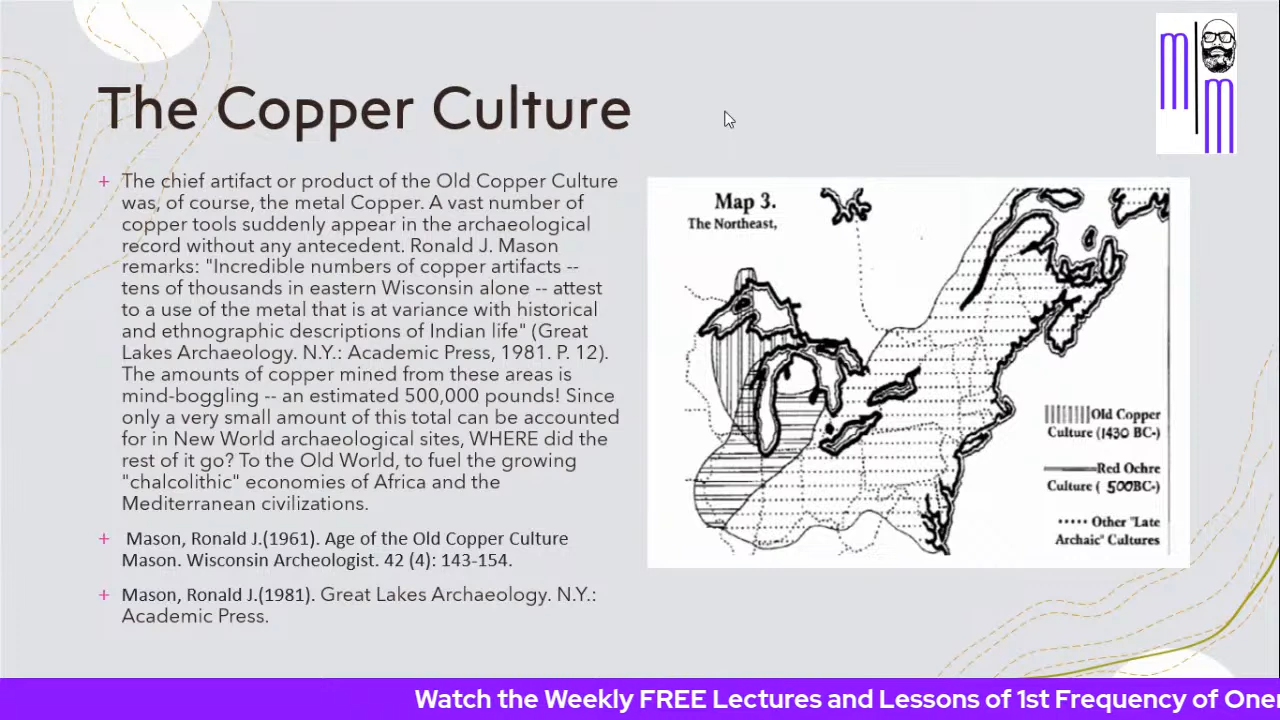 The Copper Culture
+ The chief artifact or product of the Old Copper Culture
was, of course, the metal Copper. A vast number of
copper tools suddenly appear in the archaeological
record without any antecedent. Ronald J. Mason
remarks: "Incredible numbers of copper artifacts --
tens of thousands in eastern Wisconsin alone -- attest
to a use of the metal that is at variance with historical
and ethnographic descriptions of Indian life" (Great
Lakes Archaeology. N.Y.: Academic Press, 1981. P. 12).
The amounts of copper mined from these areas is
mind-boggling -- an estimated 500,000 pounds! Since
only a very small amount of this total can be accounted
for in New World archaeological sites, WHERE did the
rest of it go? To the Old World, to fuel the growing
"chalcolithic" economies of Africa and the
Mediterranean civilizations.
+ Mason, Ronald J.(1961). Age of the Old Copper Culture
Mason. Wisconsin Archeologist. 42 (4): 143-154.
+ Mason, Ronald J.(1981). Great Lakes Archaeology. N.Y.:
Academic Press.
m
m
Map 3.
The Northeast,
Old Copper
Culture (1430 BC-)
Red Ochre
Culture ( 500BC-)
Other "Late
Archaic" Cultures
Watch the Weekly FREE Lectures and Lessons of 1st Frequency of One